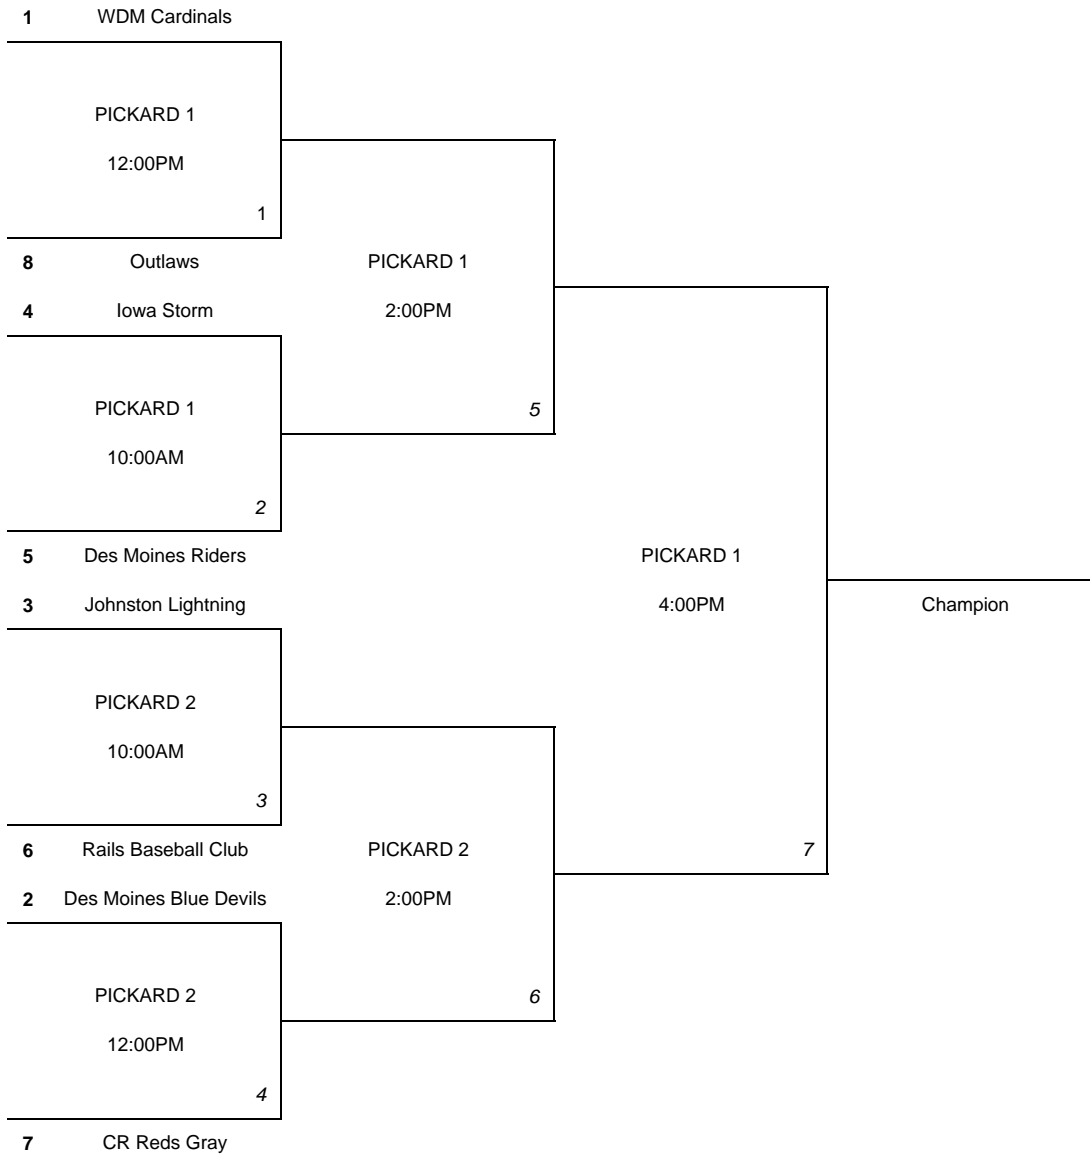 1 WDM Cardinals
PICKARD 1
12:00PM
1
8 Outlaws PICKARD 1
4 Iowa Storm 2:00PM
PICKARD 1 5
10:00AM
2
5 Des Moines Riders PICKARD 1
3 Johnston Lightning 4:00PM Champion
PICKARD 2
10:00AM
3
6 Rails Baseball Club PICKARD 2 7
2 Des Moines Blue Devils 2:00PM
PICKARD 2 6
12:00PM
4
7 CR Reds Gray